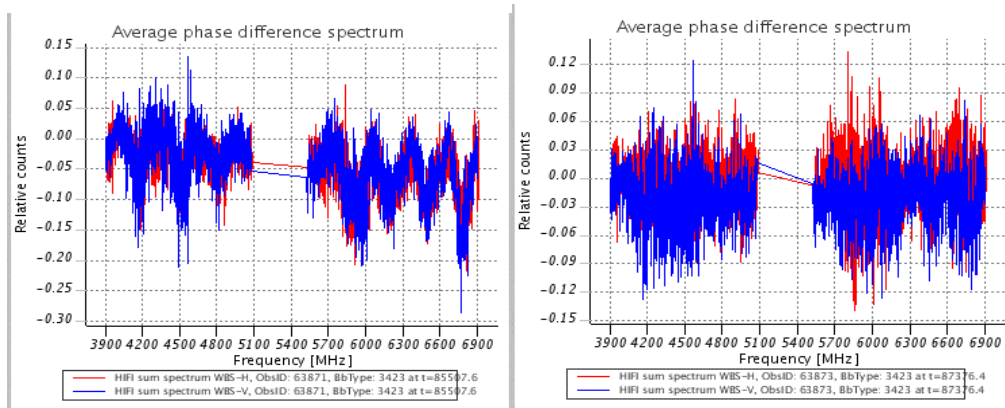 Average phase difference spectrum
0.15
0.10
0.05
0.00
-0.05
-0.10
-0.15
-0.20
-0.25
-0.30
Relative counts
3900 4200 4500 4800 5100 5400 5700 6000 6300 6600 6900
Frequency [MHz]
HIFI sum spectrum WBS-H, ObsID: 63871, BbType: 3423 at t=85507.6
HIFI sum spectrum WBS-V, ObsID: 63871, BbType: 3423 at t=85507.6
Average phase difference spectrum
0.12
0.09
0.06
0.03
0.00
-0.03
-0.06
-0.09
-0.12
-0.15
Relative counts
3900 4200 4500 4800 5100 5400 5700 6000 6300 6600 6900
Frequency [MHz]
HIFI sum spectrum WBS-H, ObsID: 63873, BbType: 3423 at t=87376.4
HIFI sum spectrum WBS-V, ObsID: 63873, BbType: 3423 at t=87376.4